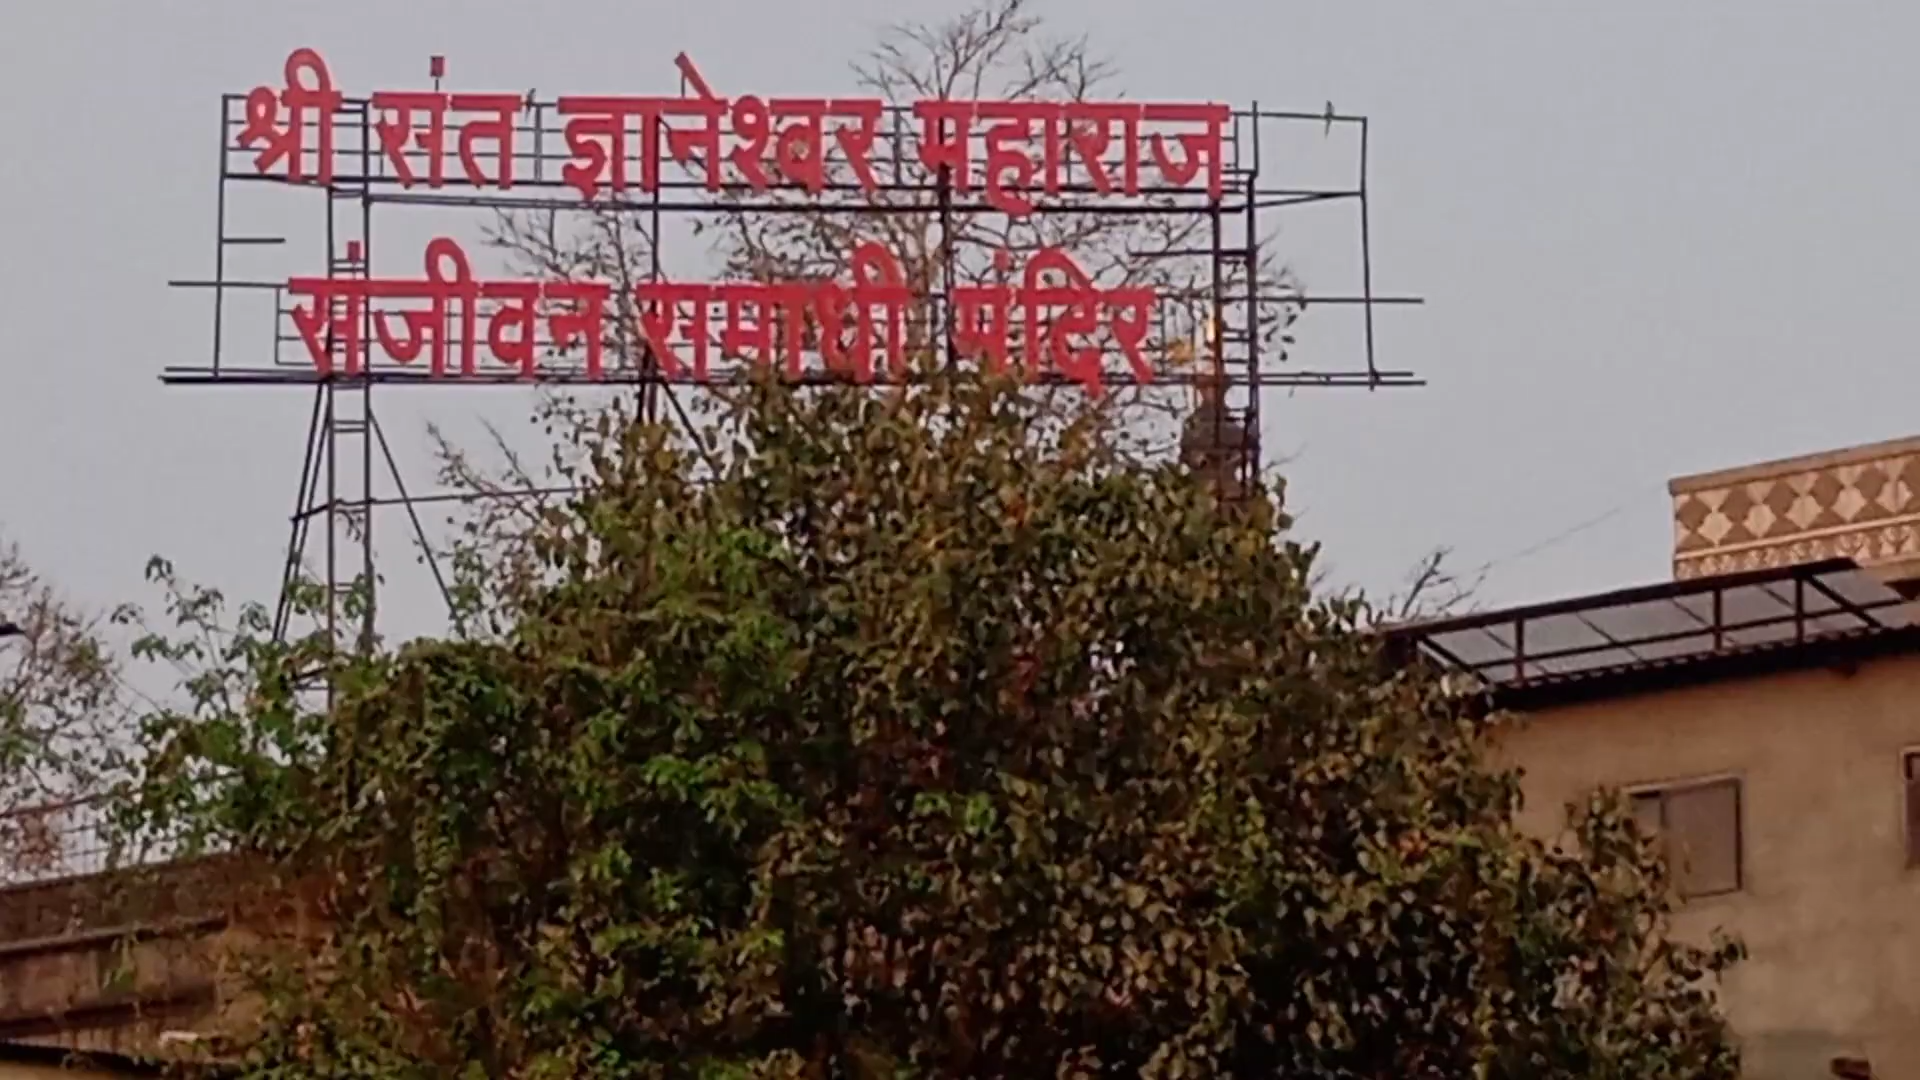 श्री संत ज्ञानेश्वर महाराज
संजीवन समाधी मंदिर